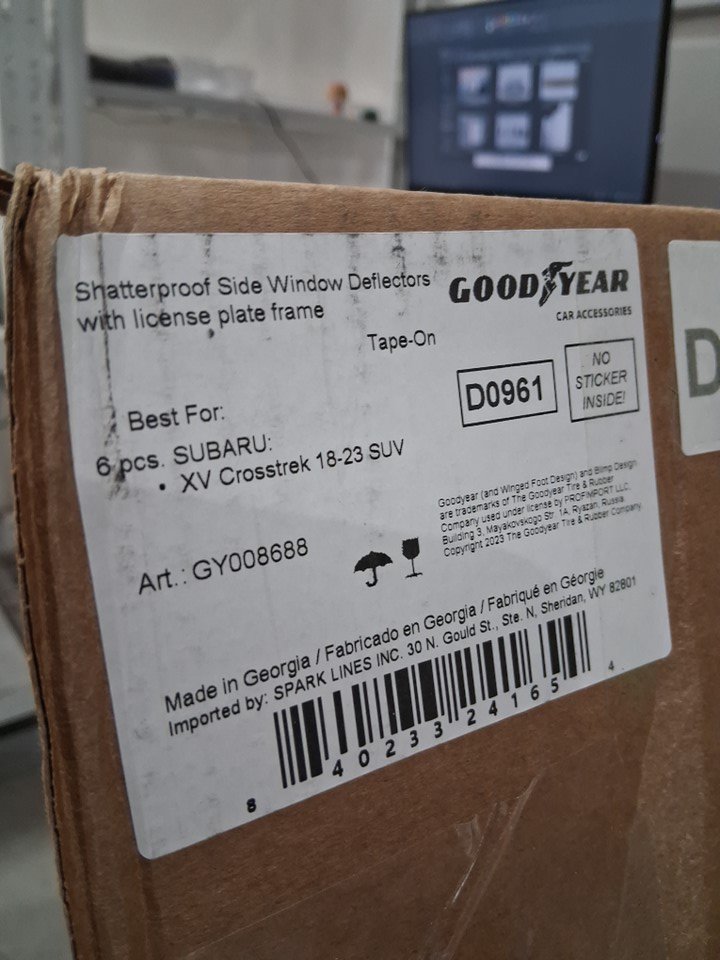 Shatterproof Side Window Deflectors
with license plate frame
GOODYEAR
CAR ACCESSORIES
Tape-On
D0961
NO
STICKER
INSIDE!
D
Best For:
6 pcs. SUBARU:
• XV Crosstrek 18-23 SUV
Goodyear (and Winged Foot Design) and Blimp Design
are trademarks of The Goodyear Tire & Rubber
Company used under license by PROFIMPORT LLC,
Building 3, Mayakovskogo Str. 1A, Ryazan, Russia.
Copyright 2023 The Goodyear Tire & Rubber Company.
Art.: GY008688
Made in Georgia / Fabricado en Georgia / Fabriqué en Géorgie
Imported by: SPARK LINES INC. 30 N. Gould St., Ste. N, Sheridan, WY 82801
8 40233 24165 4